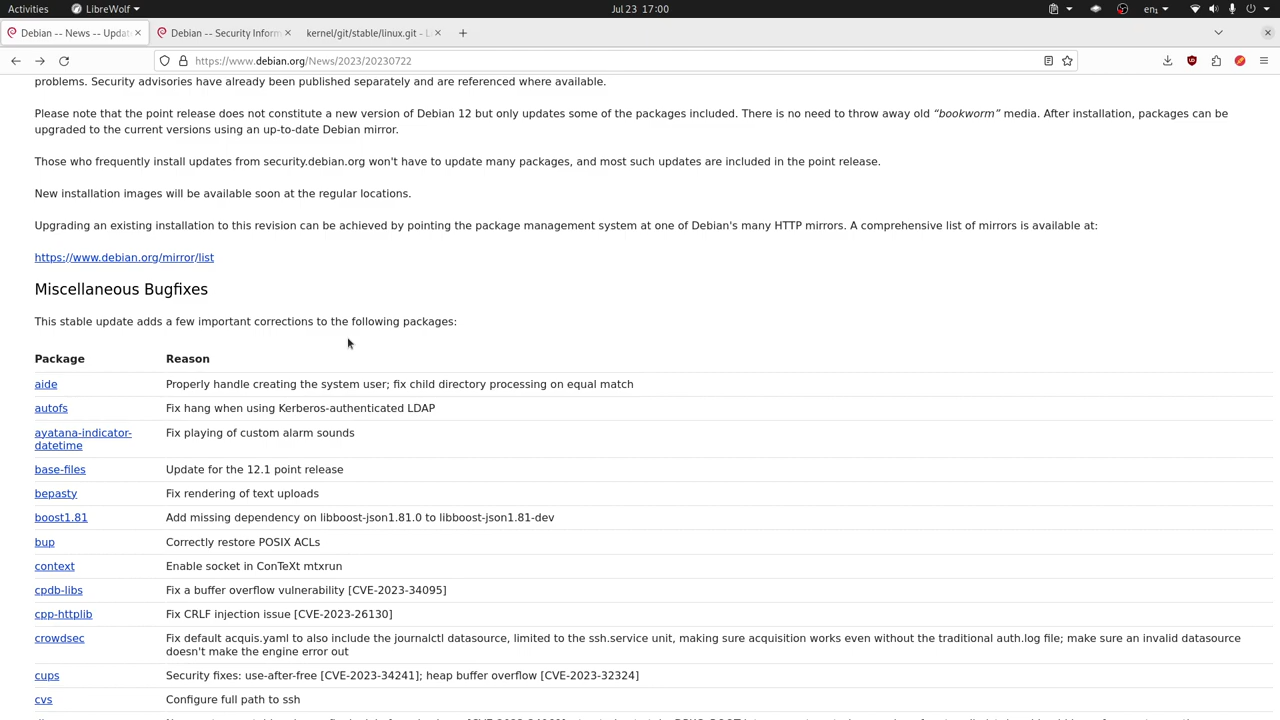 Activities
LibreWolf
Jul 23 17:00
en₁
Debian -- News -- Updat
Debian -- Security Inform
kernel/git/stable/linux.git - L
https://www.debian.org/News/2023/20230722
problems. Security advisories have already been published separately and are referenced where available.
Please note that the point release does not constitute a new version of Debian 12 but only updates some of the packages included. There is no need to throw away old “bookworm” media. After installation, packages can be
upgraded to the current versions using an up-to-date Debian mirror.
Those who frequently install updates from security.debian.org won't have to update many packages, and most such updates are included in the point release.
New installation images will be available soon at the regular locations.
Upgrading an existing installation to this revision can be achieved by pointing the package management system at one of Debian's many HTTP mirrors. A comprehensive list of mirrors is available at:
https://www.debian.org/mirror/list
Miscellaneous Bugfixes
This stable update adds a few important corrections to the following packages:
Package Reason
aide Properly handle creating the system user; fix child directory processing on equal match
autofs Fix hang when using Kerberos-authenticated LDAP
ayatana-indicator- Fix playing of custom alarm sounds
datetime
base-files Update for the 12.1 point release
bepasty Fix rendering of text uploads
boost1.81 Add missing dependency on libboost-json1.81.0 to libboost-json1.81-dev
bup Correctly restore POSIX ACLs
context Enable socket in ConTeXt mtxrun
cpdb-libs Fix a buffer overflow vulnerability [CVE-2023-34095]
cpp-httplib Fix CRLF injection issue [CVE-2023-26130]
crowdsec Fix default acquis.yaml to also include the journalctl datasource, limited to the ssh.service unit, making sure acquisition works even without the traditional auth.log file; make sure an invalid datasource
doesn't make the engine error out
cups Security fixes: use-after-free [CVE-2023-34241]; heap buffer overflow [CVE-2023-32324]
cvs Configure full path to ssh